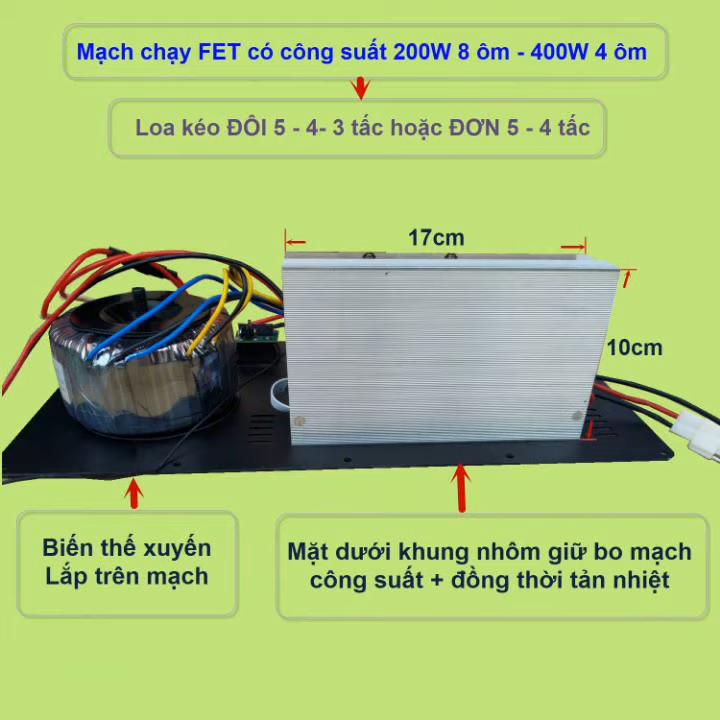 Mạch chạy FET có công suất 200W 8 ôm - 400W 4 ôm
Loa kéo ĐÔI 5 - 4- 3 tấc hoặc ĐƠN 5 - 4 tấc
17cm
10cm
Biến thế xuyến
Lắp trên mạch
Mặt dưới khung nhôm giữ bo mạch
công suất + đồng thời tản nhiệt